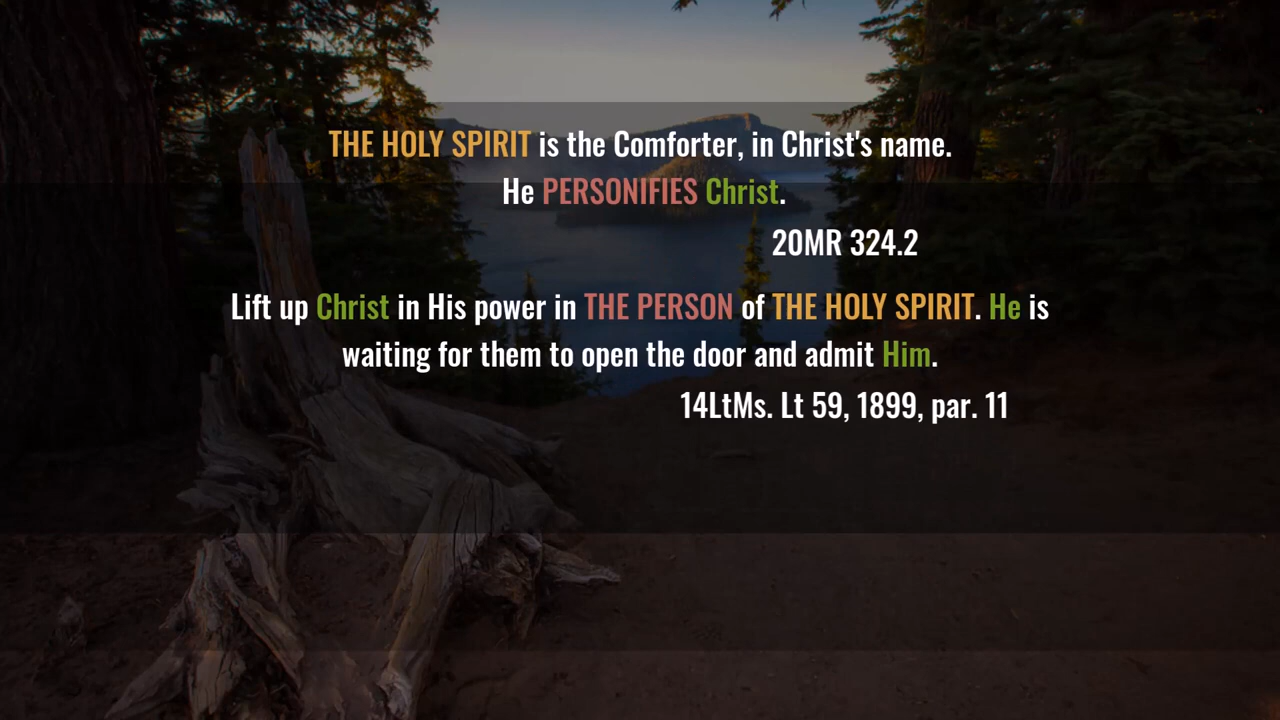 THE HOLY SPIRIT is the Comforter, in Christ's name.
He PERSONIFIES Christ.
20MR 324.2
Lift up Christ in His power in THE PERSON of THE HOLY SPIRIT. He is
waiting for them to open the door and admit Him.
14LtMs. Lt 59, 1899, par. 11